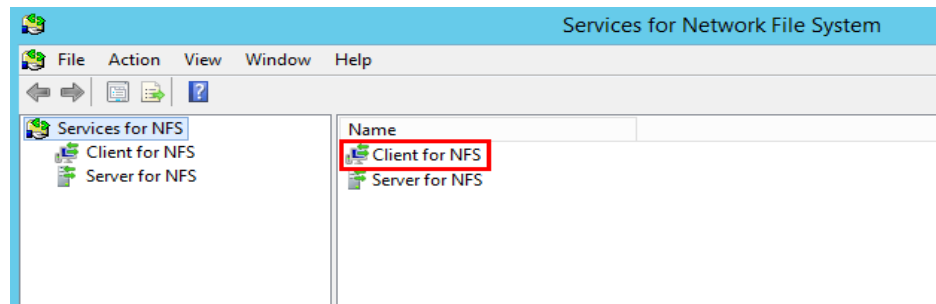 Services for Network File System
File Action View Window Help
Services for NFS
Client for NFS
Server for NFS
Name
Client for NFS
Server for NFS